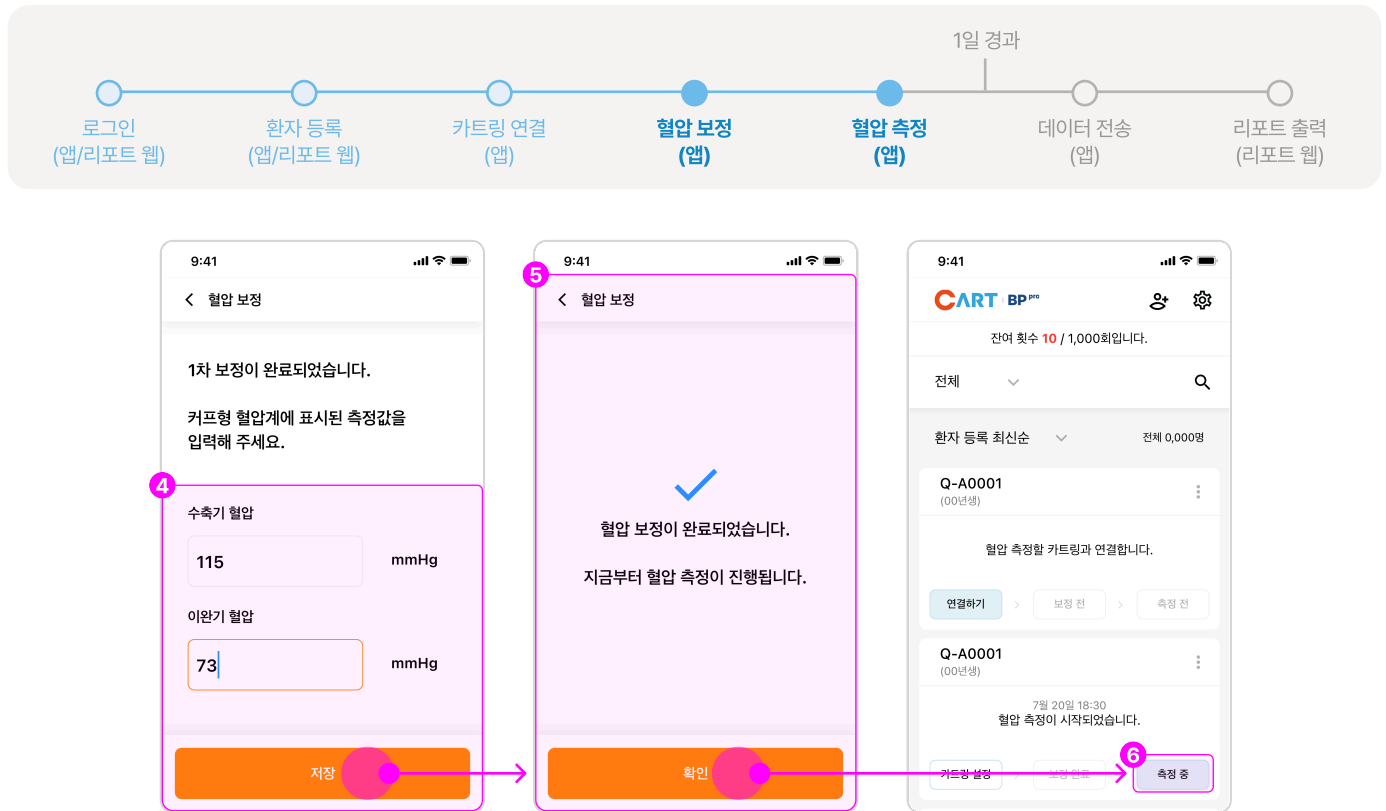 1일 경과
로그인
(앱/리포트 웹)
환자 등록
(앱/리포트 웹)
카트링 연결
(앱)
혈압 보정
(앱)
혈압 측정
(앱)
데이터 전송
(앱)
리포트 출력
(리포트 웹)
9:41
혈압 보정
1차 보정이 완료되었습니다.
커프형 혈압계에 표시된 측정값을
입력해 주세요.
4
수축기 혈압
115 mmHg
이완기 혈압
73 mmHg
저장
5
9:41
혈압 보정
혈압 보정이 완료되었습니다.
지금부터 혈압 측정이 진행됩니다.
확인
9:41
CART BP pro
잔여 횟수 10 / 1,000회입니다.
전체
환자 등록 최신순 전체 0,000명
Q-A0001
(00년생)
혈압 측정할 카트링과 연결합니다.
연결하기 보정 전 측정 전
Q-A0001
(00년생)
7월 20일 18:30
혈압 측정이 시작되었습니다.
6
카트링 설정 보정 완료 측정 중